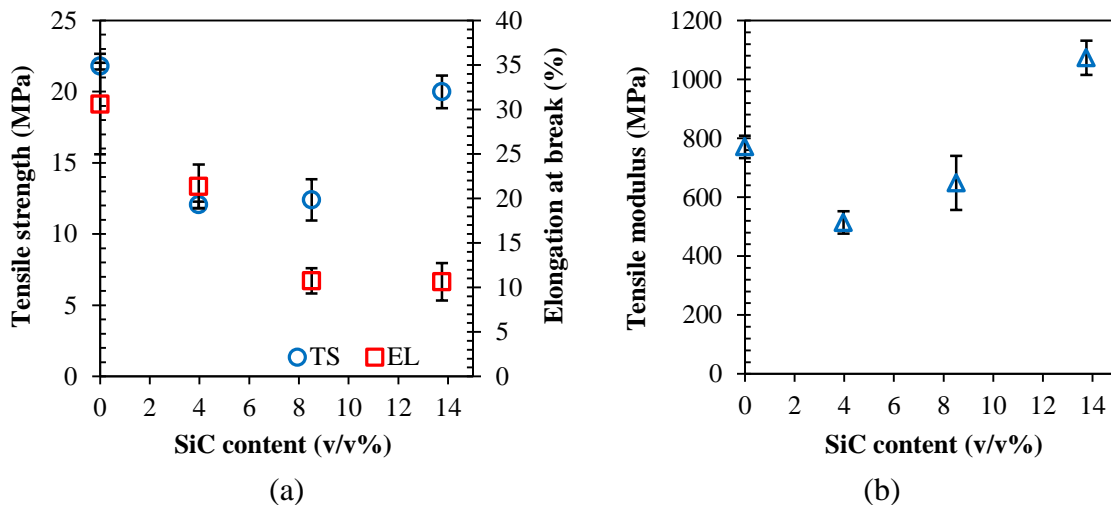 25
20
15
10
5
0
Tensile strength (MPa)
40
35
30
25
20
15
10
5
0
Elongation at break (%)
TS
EL
0 2 4 6 8 10 12 14
SiC content (v/v%)
(a)
1200
1000
800
600
400
200
0
Tensile modulus (MPa)
0 2 4 6 8 10 12 14
SiC content (v/v%)
(b)